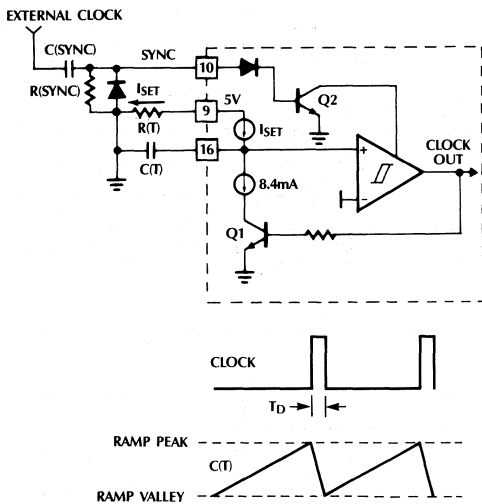 EXTERNAL CLOCK
C(SYNC)
SYNC
10
R(SYNC)
ISET
9
5V
Q2
R(T)
ISET
CLOCK
OUT
16
+
C(T)
8.4mA
-
Q1
CLOCK
TD
RAMP PEAK
C(T)
RAMP VALLEY